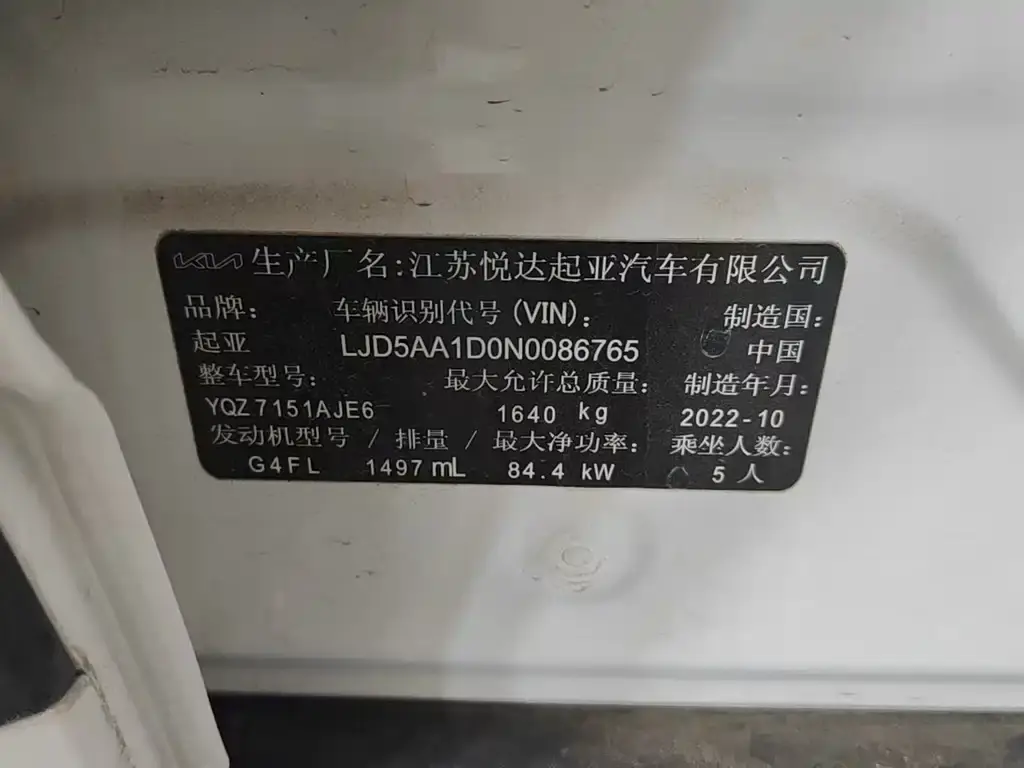 KIA 生产厂名:江苏悦达起亚汽车有限公司
品牌: 车辆识别代号(VIN): 制造国:
起亚 LJD5AA1D0N0086765 中国
整车型号: 最大允许总质量: 制造年月:
YQZ7151AJE6 1640 kg 2022-10
发动机型号 / 排量 / 最大净功率: 乘坐人数:
G4FL 1497 mL 84.4 kW 5 人